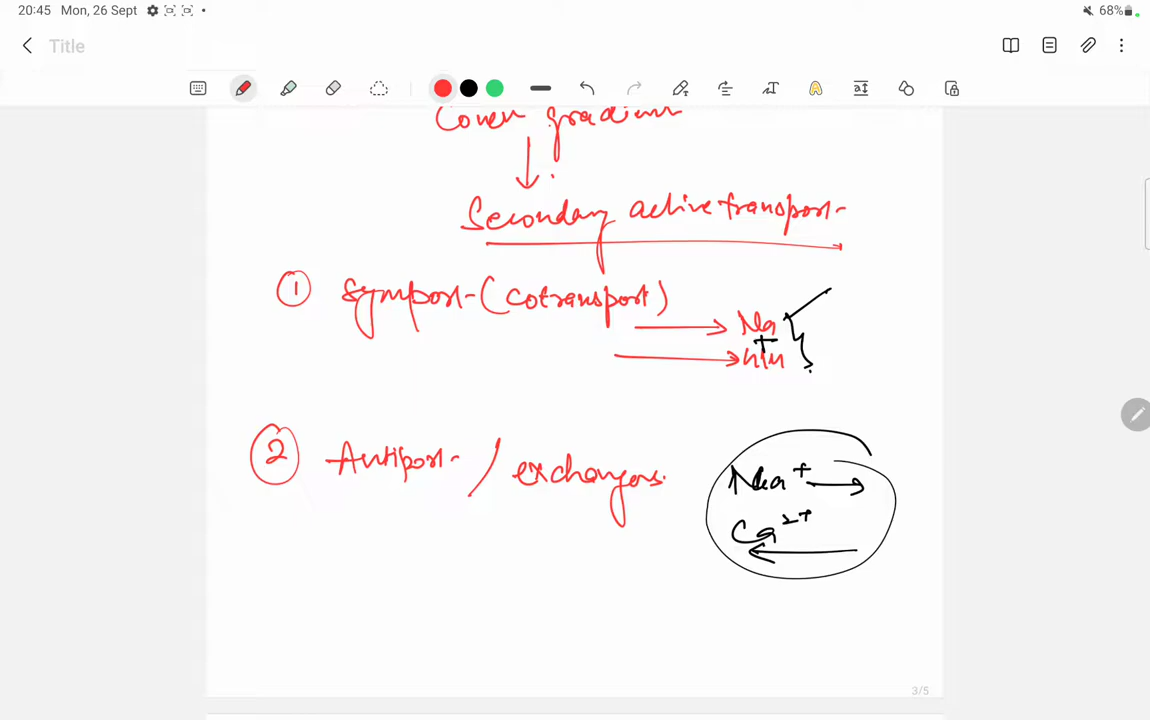 20:45 Mon, 26 Sept 68%
Title
gradient
Secondary active transport-
① Symport-(cotransport)
Na
+
② Antiport- / exchangers.
Na+
Ca2+
3/5